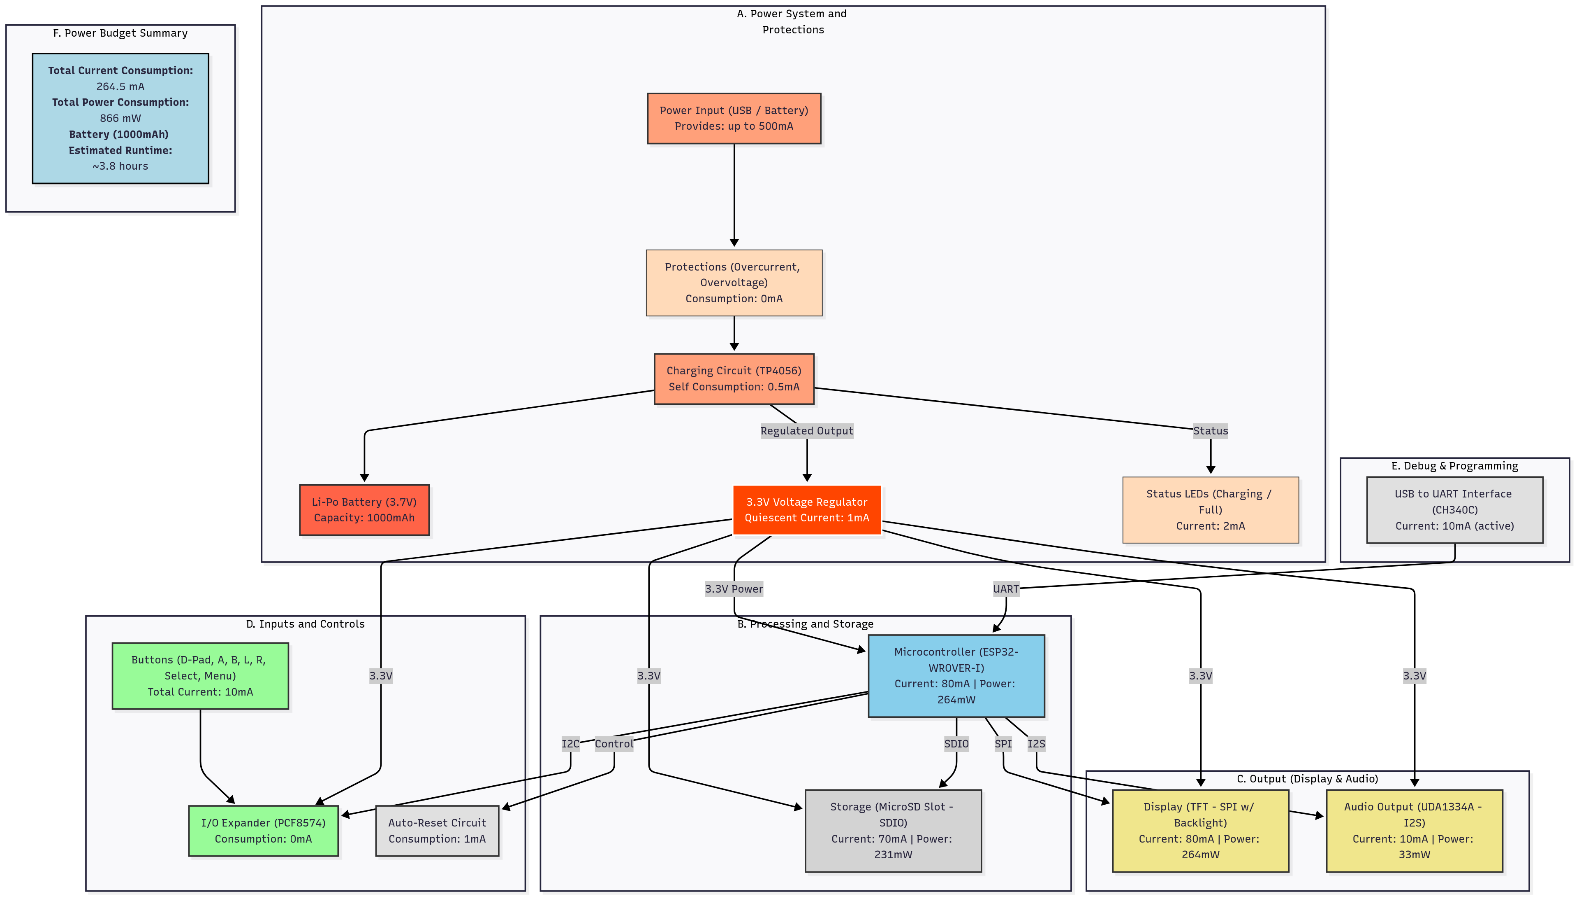 F. Power Budget Summary
Total Current Consumption:
264.5 mA
Total Power Consumption:
866 mW
Battery (1000mAh)
Estimated Runtime:
~3.8 hours
A. Power System and
Protections
Power Input (USB / Battery)
Provides: up to 500mA
Protections (Overcurrent,
Overvoltage)
Consumption: 0mA
Charging Circuit (TP4056)
Self Consumption: 0.5mA
Regulated Output
Status
Li-Po Battery (3.7V)
Capacity: 1000mAh
3.3V Voltage Regulator
Quiescent Current: 1mA
Status LEDs (Charging /
Full)
Current: 2mA
E. Debug & Programming
USB to UART Interface
(CH340C)
Current: 10mA (active)
3.3V Power
UART
D. Inputs and Controls
Buttons (D-Pad, A, B, L, R,
Select, Menu)
Total Current: 10mA
3.3V
I2C
Control
I/O Expander (PCF8574)
Consumption: 0mA
Auto-Reset Circuit
Consumption: 1mA
B. Processing and Storage
Microcontroller (ESP32-
WROVER-I)
Current: 80mA | Power:
264mW
3.3V
SDIO
SPI
I2S
Storage (MicroSD Slot -
SDIO)
Current: 70mA | Power:
231mW
3.3V
3.3V
C. Output (Display & Audio)
Display (TFT - SPI w/
Backlight)
Current: 80mA | Power:
264mW
Audio Output (UDA1334A -
I2S)
Current: 10mA | Power:
33mW